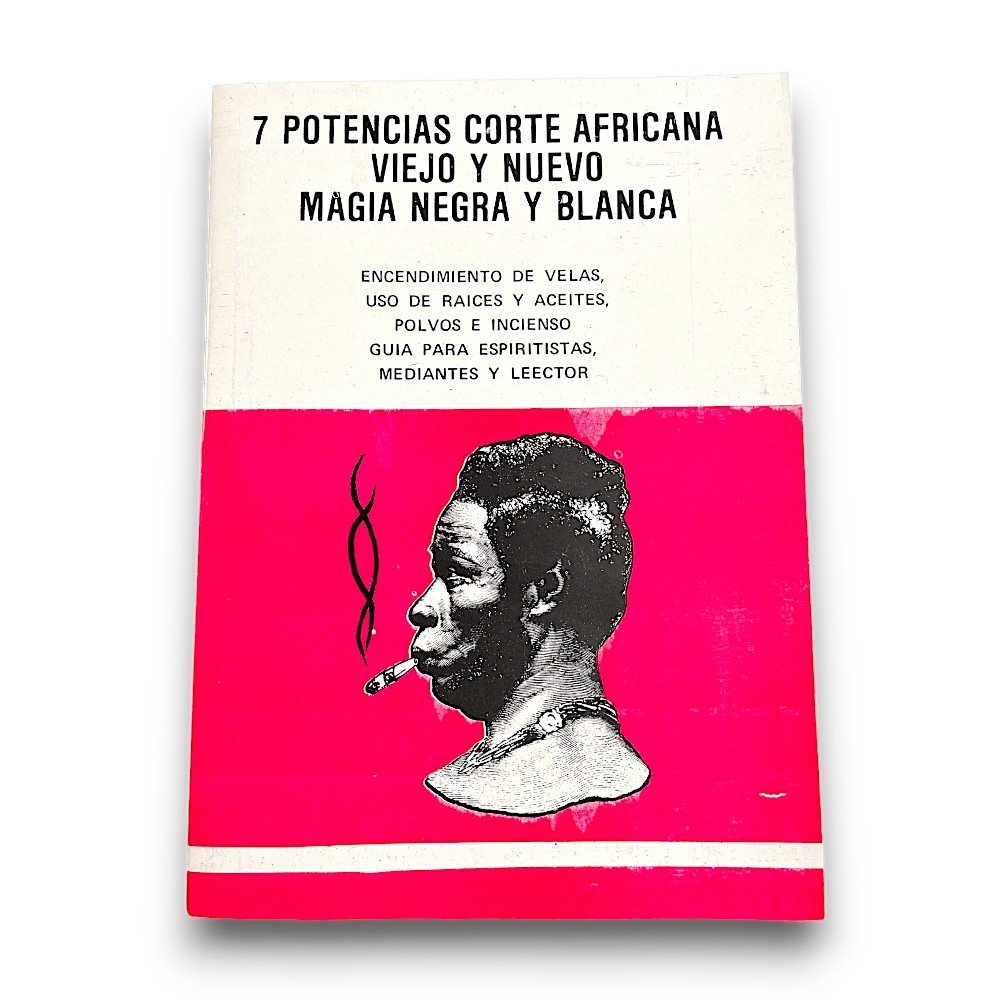 7 POTENCIAS CORTE AFRICANA
VIEJO Y NUEVO
MAGIA NEGRA Y BLANCA
ENCENDIMIENTO DE VELAS,
USO DE RAICES Y ACEITES,
POLVOS E INCIENSO
GUIA PARA ESPIRITISTAS,
MEDIANTES Y LEECTOR